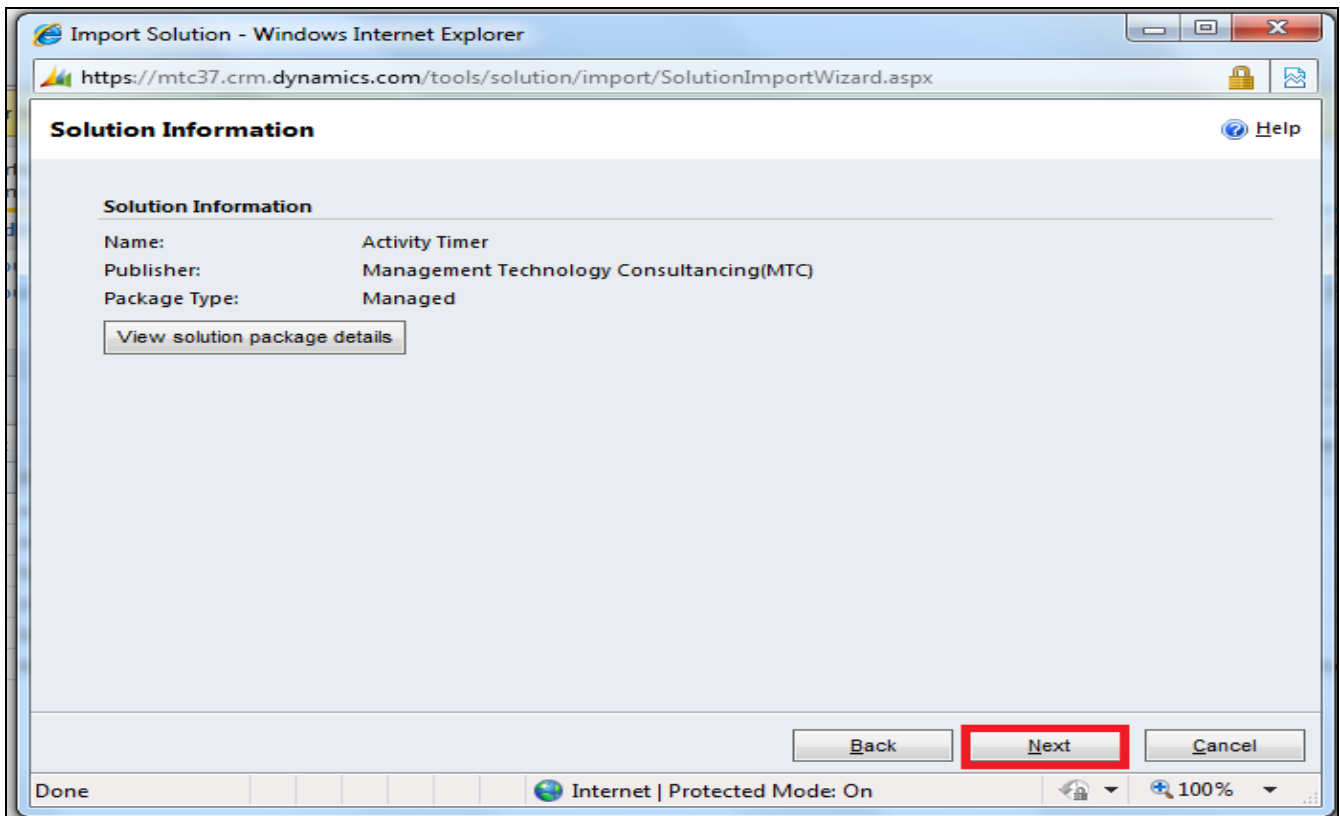 Import Solution - Windows Internet Explorer
https://mtc37.crm.dynamics.com/tools/solution/import/SolutionImportWizard.aspx
Solution Information
Help
Solution Information
Name: Activity Timer
Publisher: Management Technology Consultancing(MTC)
Package Type: Managed
View solution package details
Back Next Cancel
Done Internet | Protected Mode: On 100%